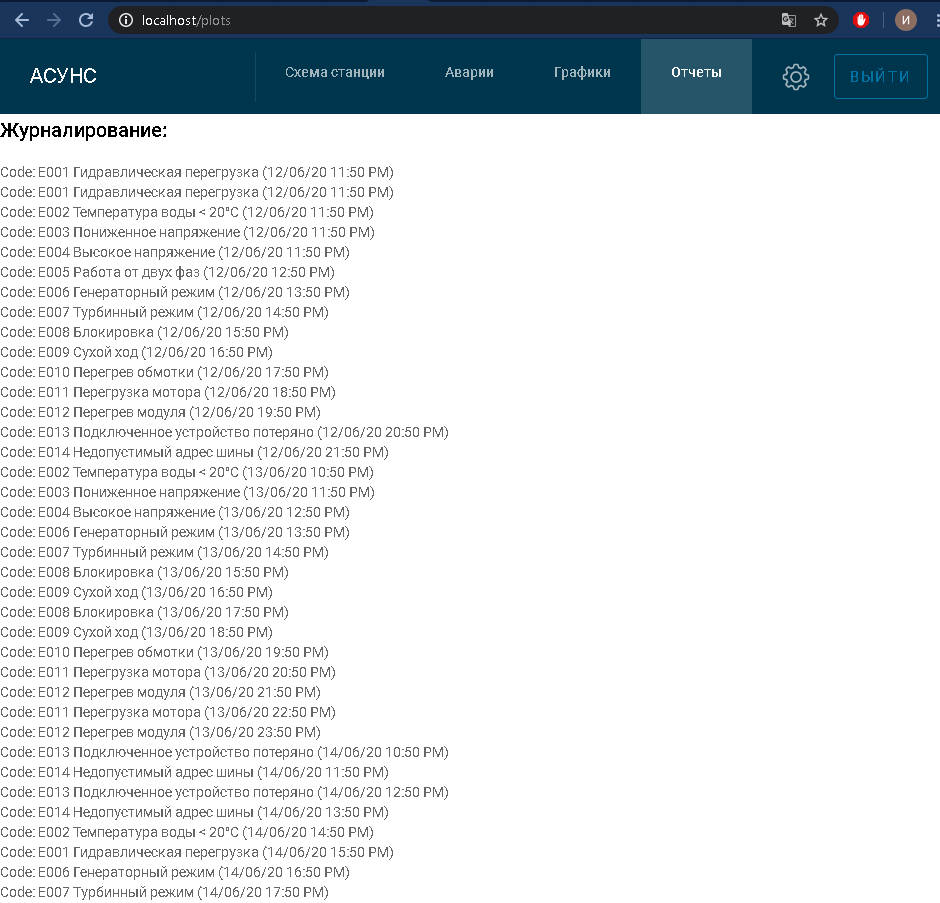 localhost/plots
И
АСУНС
Схема станции
Аварии
Графики
Отчеты
ВЫЙТИ
Журналирование:
Code: E001 Гидравлическая перегрузка (12/06/20 11:50 PM)
Code: E001 Гидравлическая перегрузка (12/06/20 11:50 PM)
Code: E002 Температура воды < 20°C (12/06/20 11:50 PM)
Code: E003 Пониженное напряжение (12/06/20 11:50 PM)
Code: E004 Высокое напряжение (12/06/20 11:50 PM)
Code: E005 Работа от двух фаз (12/06/20 12:50 PM)
Code: E006 Генераторный режим (12/06/20 13:50 PM)
Code: E007 Турбинный режим (12/06/20 14:50 PM)
Code: E008 Блокировка (12/06/20 15:50 PM)
Code: E009 Сухой ход (12/06/20 16:50 PM)
Code: E010 Перегрев обмотки (12/06/20 17:50 PM)
Code: E011 Перегрузка мотора (12/06/20 18:50 PM)
Code: E012 Перегрев модуля (12/06/20 19:50 PM)
Code: E013 Подключенное устройство потеряно (12/06/20 20:50 PM)
Code: E014 Недопустимый адрес шины (12/06/20 21:50 PM)
Code: E002 Температура воды < 20°C (13/06/20 10:50 PM)
Code: E003 Пониженное напряжение (13/06/20 11:50 PM)
Code: E004 Высокое напряжение (13/06/20 12:50 PM)
Code: E006 Генераторный режим (13/06/20 13:50 PM)
Code: E007 Турбинный режим (13/06/20 14:50 PM)
Code: E008 Блокировка (13/06/20 15:50 PM)
Code: E009 Сухой ход (13/06/20 16:50 PM)
Code: E008 Блокировка (13/06/20 17:50 PM)
Code: E009 Сухой ход (13/06/20 18:50 PM)
Code: E010 Перегрев обмотки (13/06/20 19:50 PM)
Code: E011 Перегрузка мотора (13/06/20 20:50 PM)
Code: E012 Перегрев модуля (13/06/20 21:50 PM)
Code: E011 Перегрузка мотора (13/06/20 22:50 PM)
Code: E012 Перегрев модуля (13/06/20 23:50 PM)
Code: E013 Подключенное устройство потеряно (14/06/20 10:50 PM)
Code: E014 Недопустимый адрес шины (14/06/20 11:50 PM)
Code: E013 Подключенное устройство потеряно (14/06/20 12:50 PM)
Code: E014 Недопустимый адрес шины (14/06/20 13:50 PM)
Code: E002 Температура воды < 20°C (14/06/20 14:50 PM)
Code: E001 Гидравлическая перегрузка (14/06/20 15:50 PM)
Code: E006 Генераторный режим (14/06/20 16:50 PM)
Code: E007 Турбинный режим (14/06/20 17:50 PM)